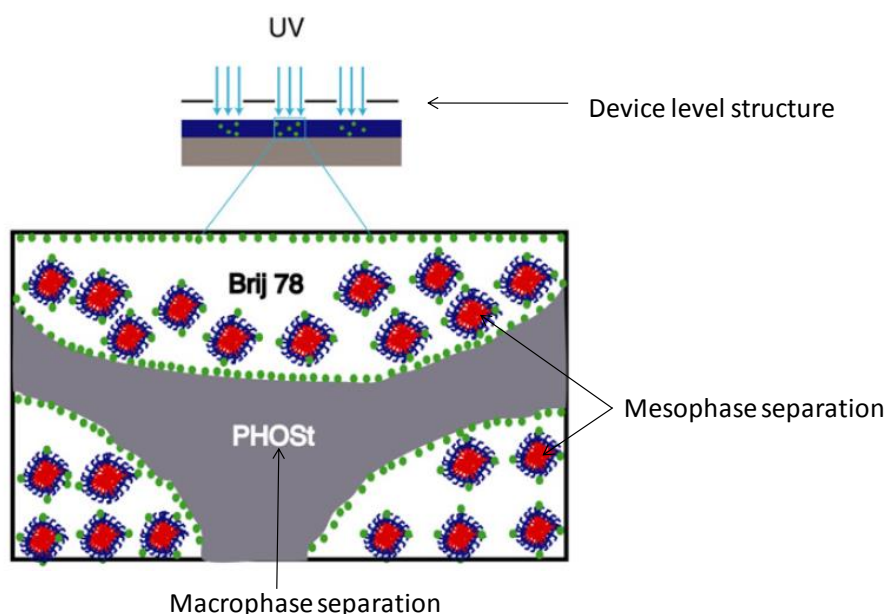 UV
Device level structure
Brij 78
Mesophase separation
PHOSt
Macrophase separation